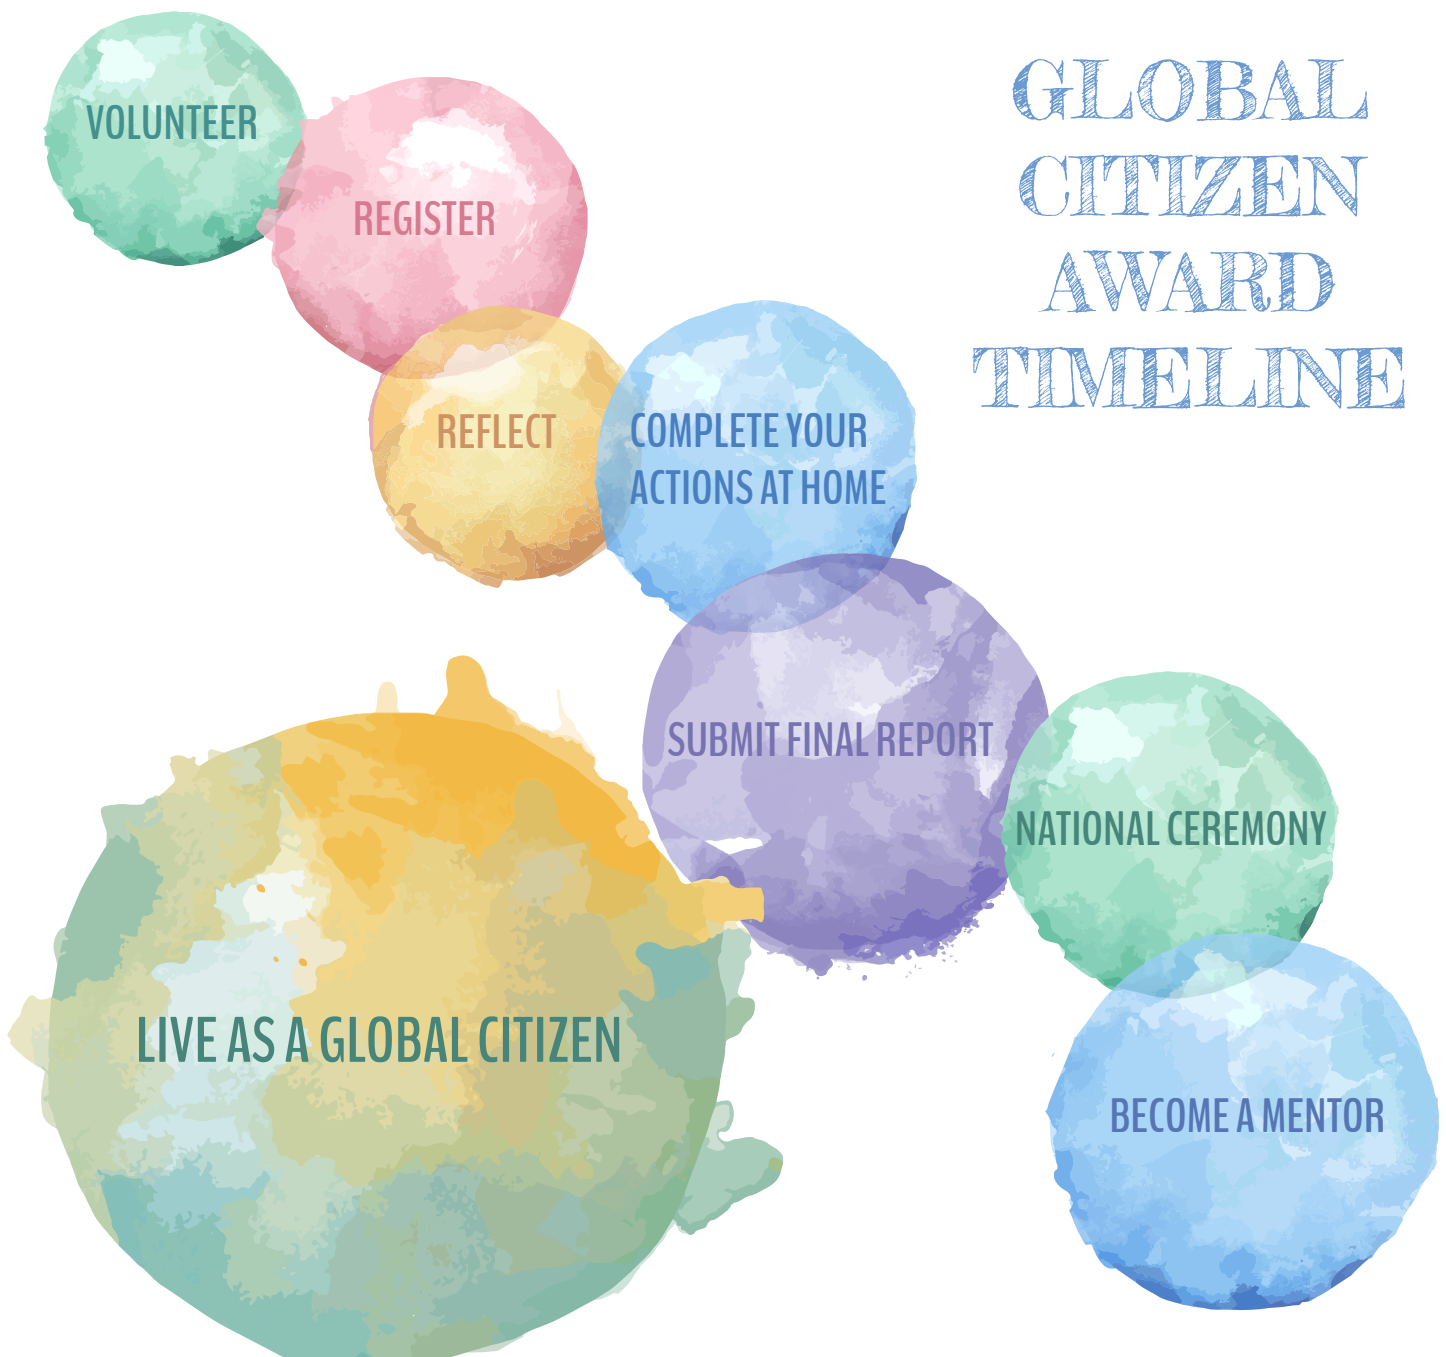 GLOBAL
CITIZEN
AWARD
TIMELINE
VOLUNTEER
REGISTER
REFLECT
COMPLETE YOUR
ACTIONS AT HOME
SUBMIT FINAL REPORT
NATIONAL CEREMONY
BECOME A MENTOR
LIVE AS A GLOBAL CITIZEN